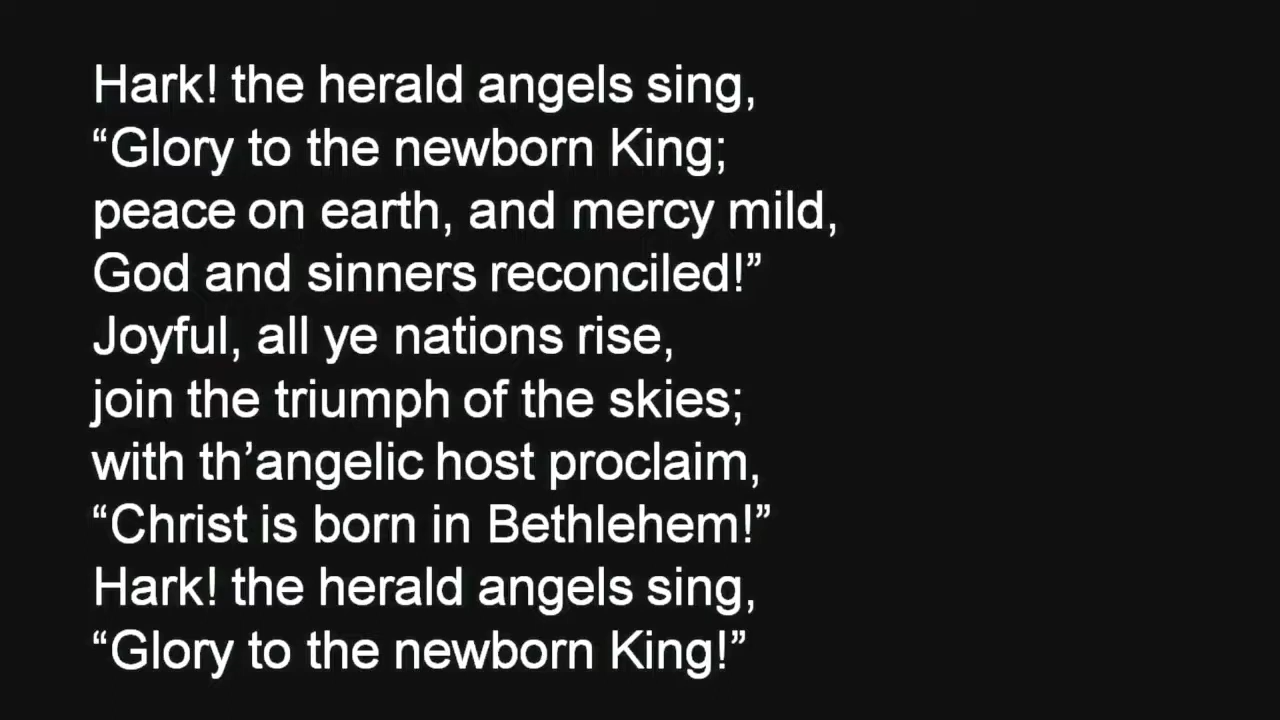 Hark! the herald angels sing,
“Glory to the newborn King;
peace on earth, and mercy mild,
God and sinners reconciled!”
Joyful, all ye nations rise,
join the triumph of the skies;
with th’angelic host proclaim,
“Christ is born in Bethlehem!”
Hark! the herald angels sing,
“Glory to the newborn King!”